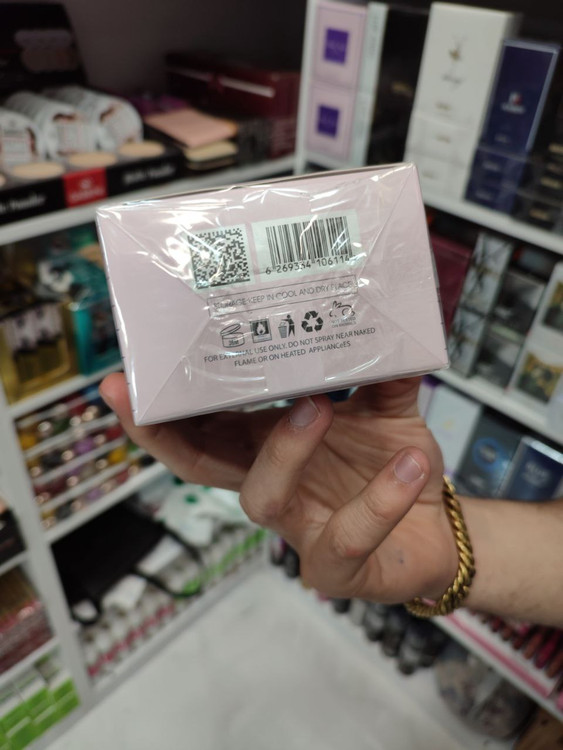 6 269334 106114
STORAGE: KEEP IN COOL AND DRY PLACE
FOR EXTERNAL USE ONLY. DO NOT SPRAY NEAR NAKED
FLAME OR ON HEATED APPLIANCES.